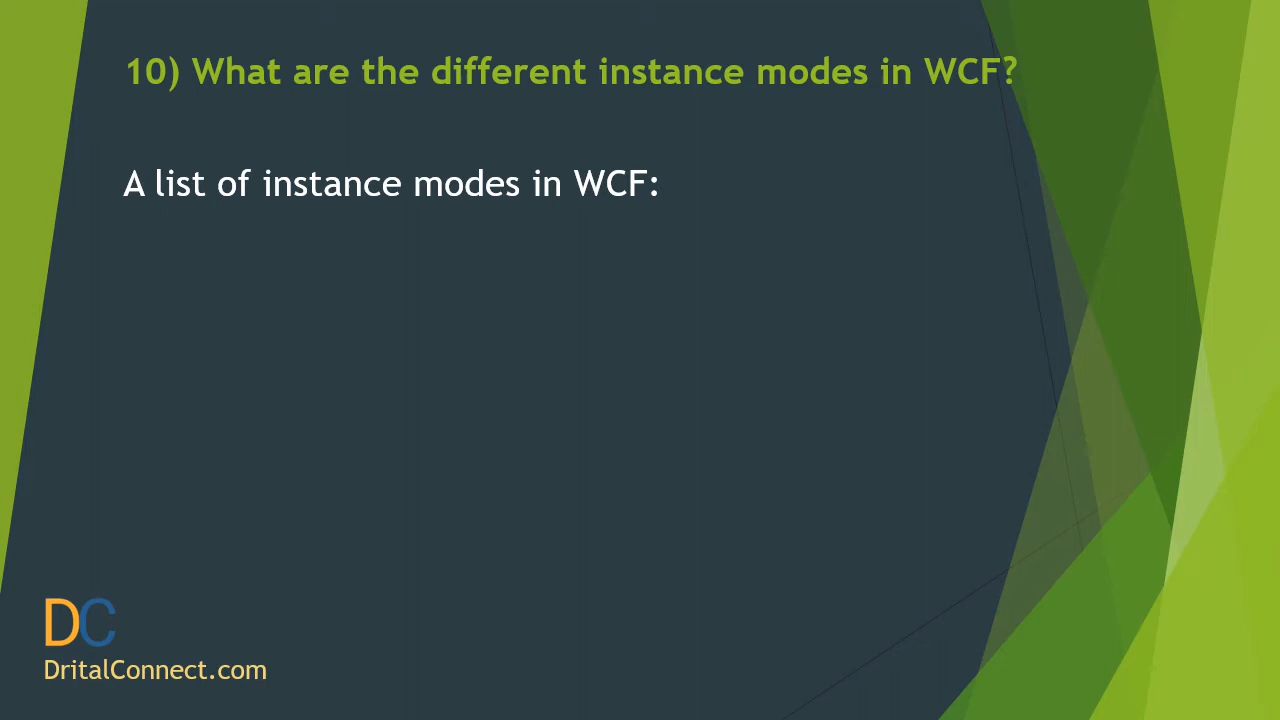 10) What are the different instance modes in WCF?
A list of instance modes in WCF:
DC
DritalConnect.com